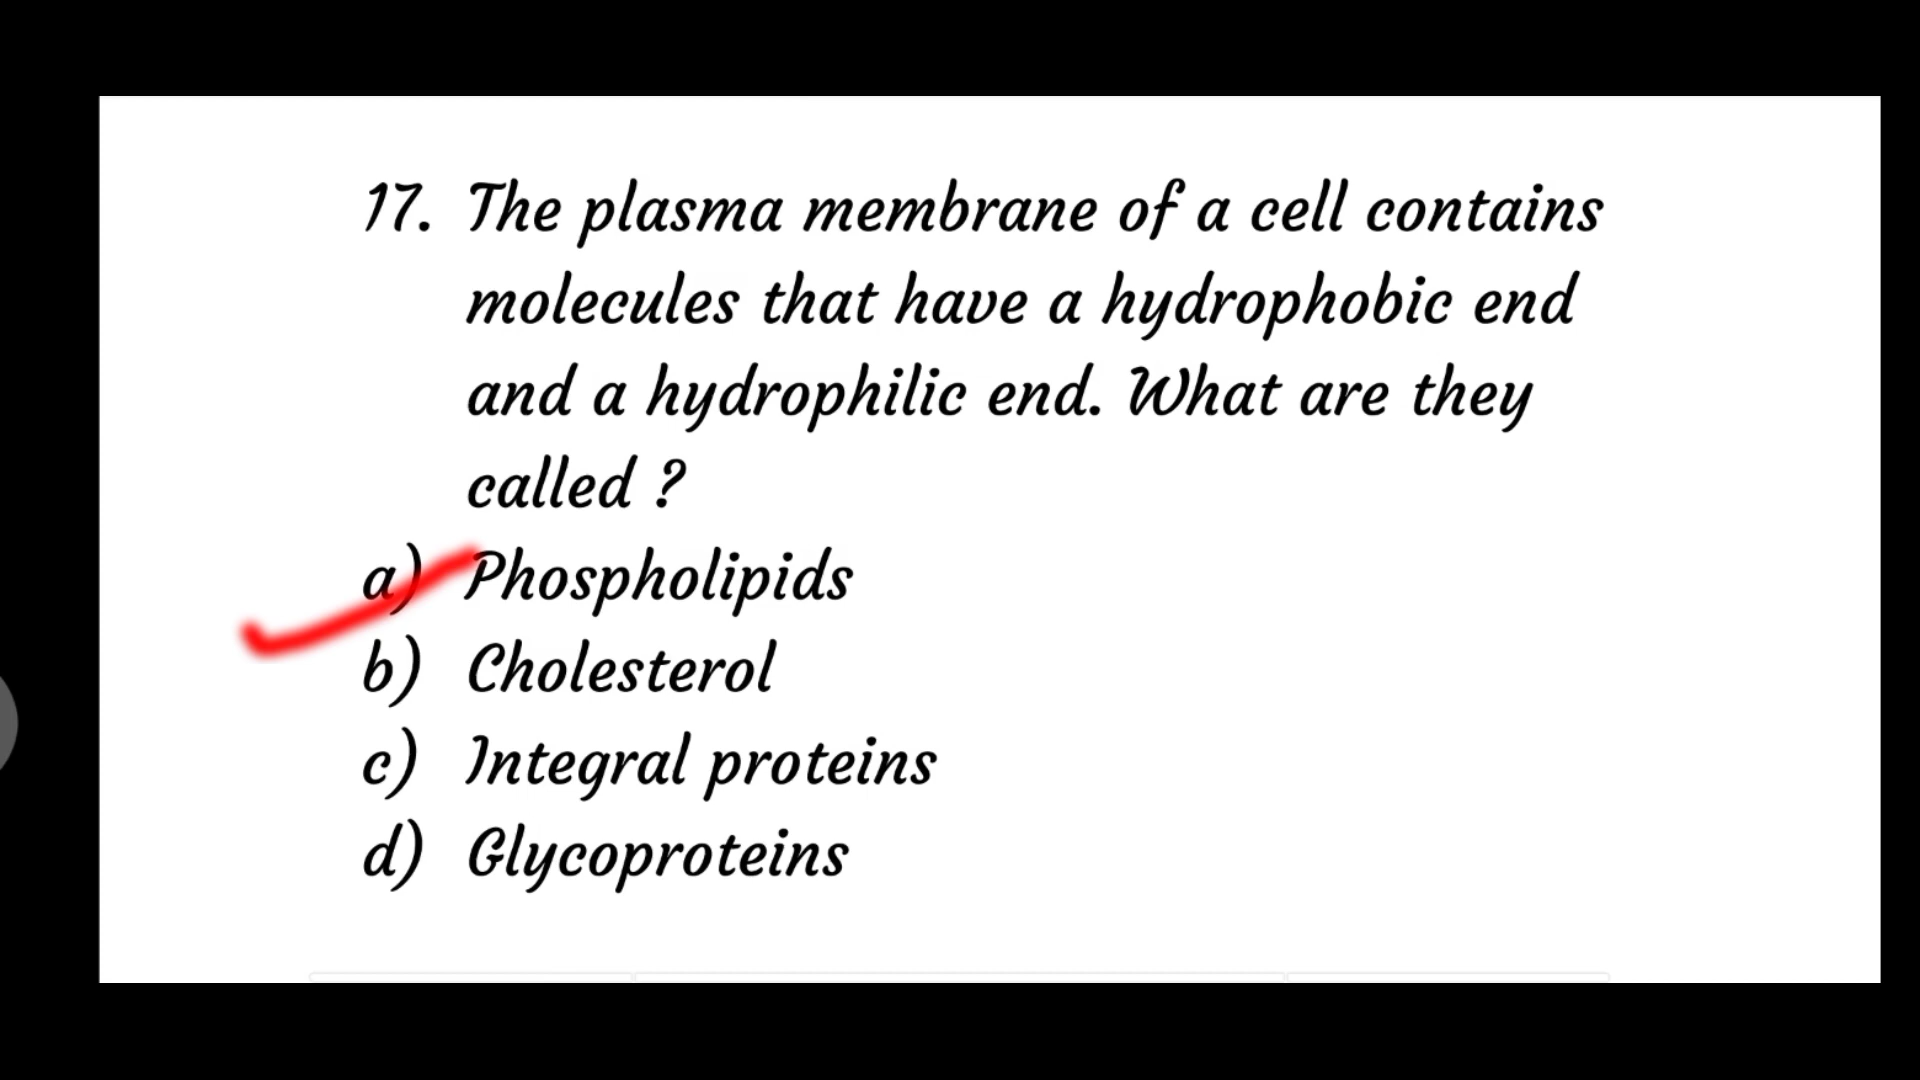 17. The plasma membrane of a cell contains
molecules that have a hydrophobic end
and a hydrophilic end. What are they
called ?
a) Phospholipids
b) Cholesterol
c) Integral proteins
d) Glycoproteins